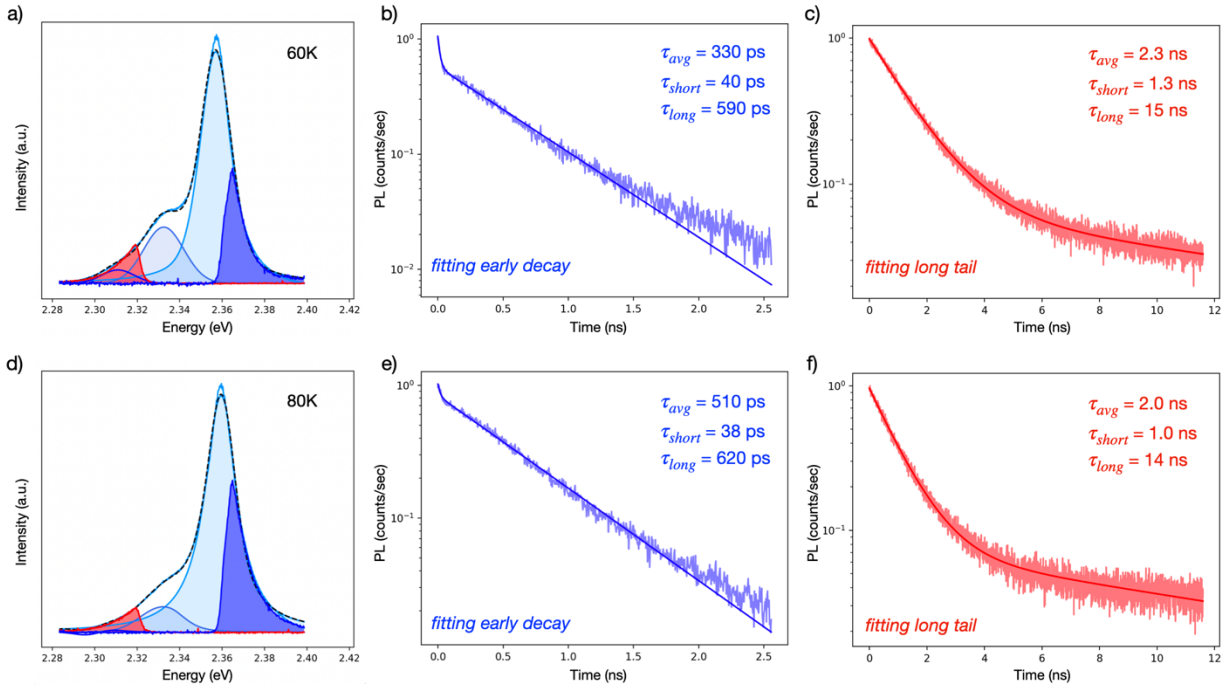 a)
60K
Intensity (a.u.)
2.28 2.30 2.32 2.34 2.36 2.38 2.40 2.42
Energy (eV)
b)
τavg = 330 ps
τshort = 40 ps
τlong = 590 ps
10⁰
10⁻¹
10⁻²
PL (counts/sec)
fitting early decay
0.0 0.5 1.0 1.5 2.0 2.5
Time (ns)
c)
τavg = 2.3 ns
τshort = 1.3 ns
τlong = 15 ns
10⁰
10⁻¹
PL (counts/sec)
fitting long tail
0 2 4 6 8 10 12
Time (ns)
d)
80K
Intensity (a.u.)
2.28 2.30 2.32 2.34 2.36 2.38 2.40 2.42
Energy (eV)
e)
τavg = 510 ps
τshort = 38 ps
τlong = 620 ps
10⁰
10⁻¹
PL (counts/sec)
fitting early decay
0.0 0.5 1.0 1.5 2.0 2.5
Time (ns)
f)
τavg = 2.0 ns
τshort = 1.0 ns
τlong = 14 ns
10⁰
10⁻¹
PL (counts/sec)
fitting long tail
0 2 4 6 8 10 12
Time (ns)